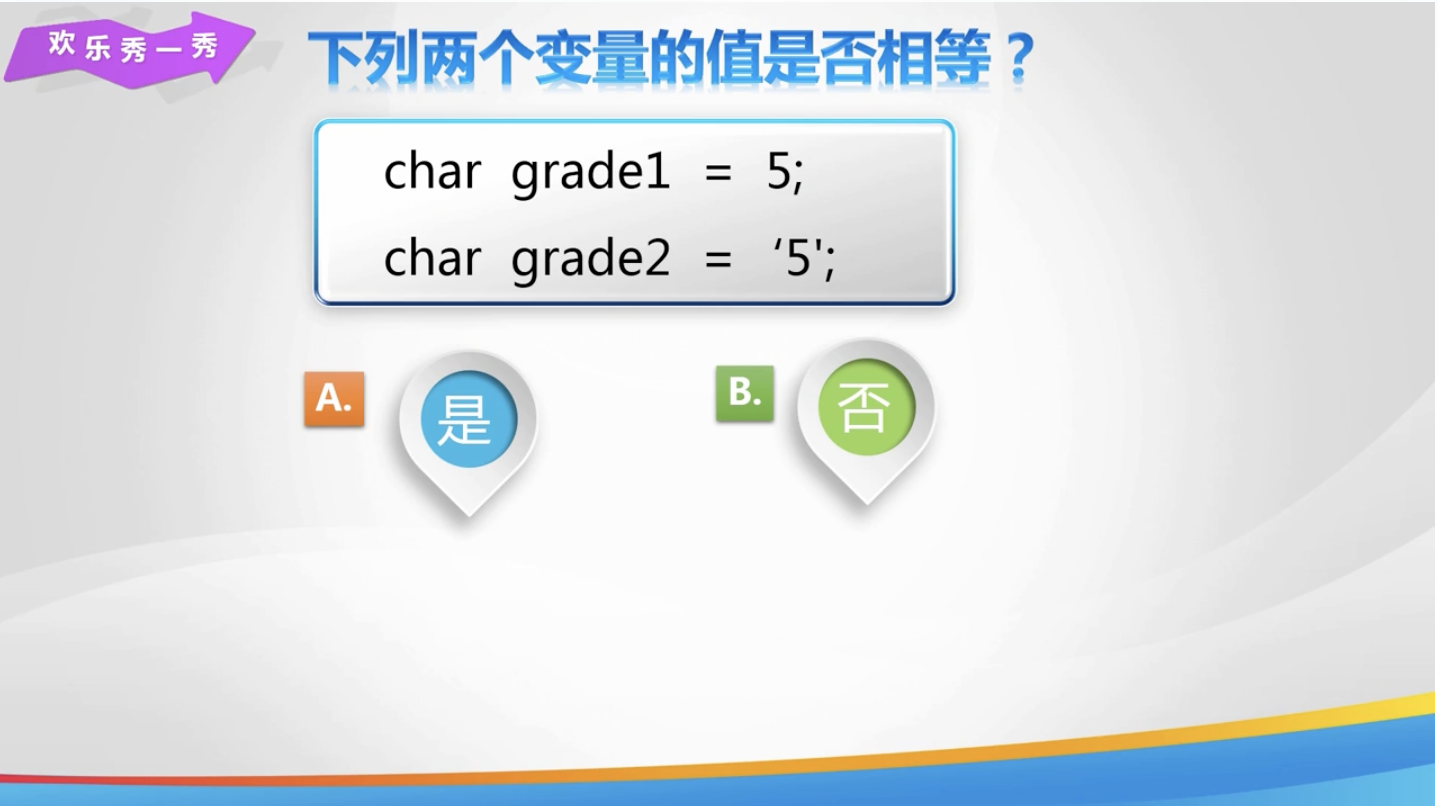 欢乐秀一秀
下列两个变量的值是否相等？
char grade1 = 5;
char grade2 = ‘5';
A. 是
B. 否